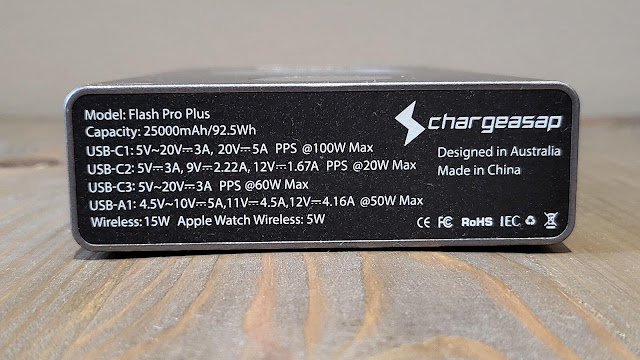 Model: Flash Pro Plus
Capacity: 25000mAh/92.5Wh
USB-C1: 5V~20V⎓3A, 20V⎓5A PPS @100W Max
USB-C2: 5V⎓3A, 9V⎓2.22A, 12V⎓1.67A PPS @20W Max
USB-C3: 5V~20V⎓3A PPS @60W Max
USB-A1: 4.5V~10V⎓5A,11V⎓4.5A,12V⎓4.16A @50W Max
Wireless: 15W Apple Watch Wireless: 5W
chargeasap
Designed in Australia
Made in China
CE FC RoHS IEC